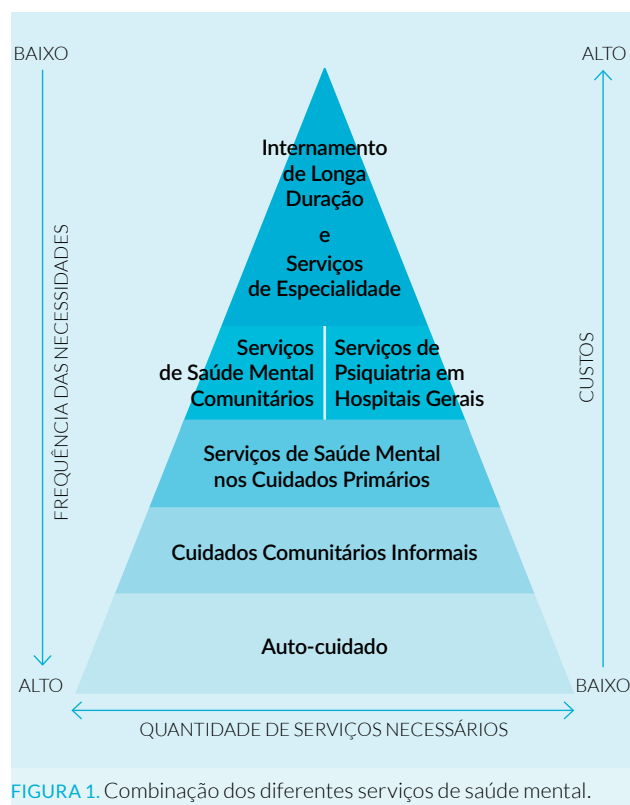 BAIXO
ALTO
Internamento
de Longa
Duração
e
Serviços
de Especialidade
FREQUÊNCIA DAS NECESSIDADES
CUSTOS
Serviços
de Saúde Mental
Comunitários
Serviços de
Psiquiatria em
Hospitais Gerais
Serviços de Saúde Mental
nos Cuidados Primários
Cuidados Comunitários Informais
Auto-cuidado
ALTO
BAIXO
QUANTIDADE DE SERVIÇOS NECESSÁRIOS
FIGURA 1. Combinação dos diferentes serviços de saúde mental.